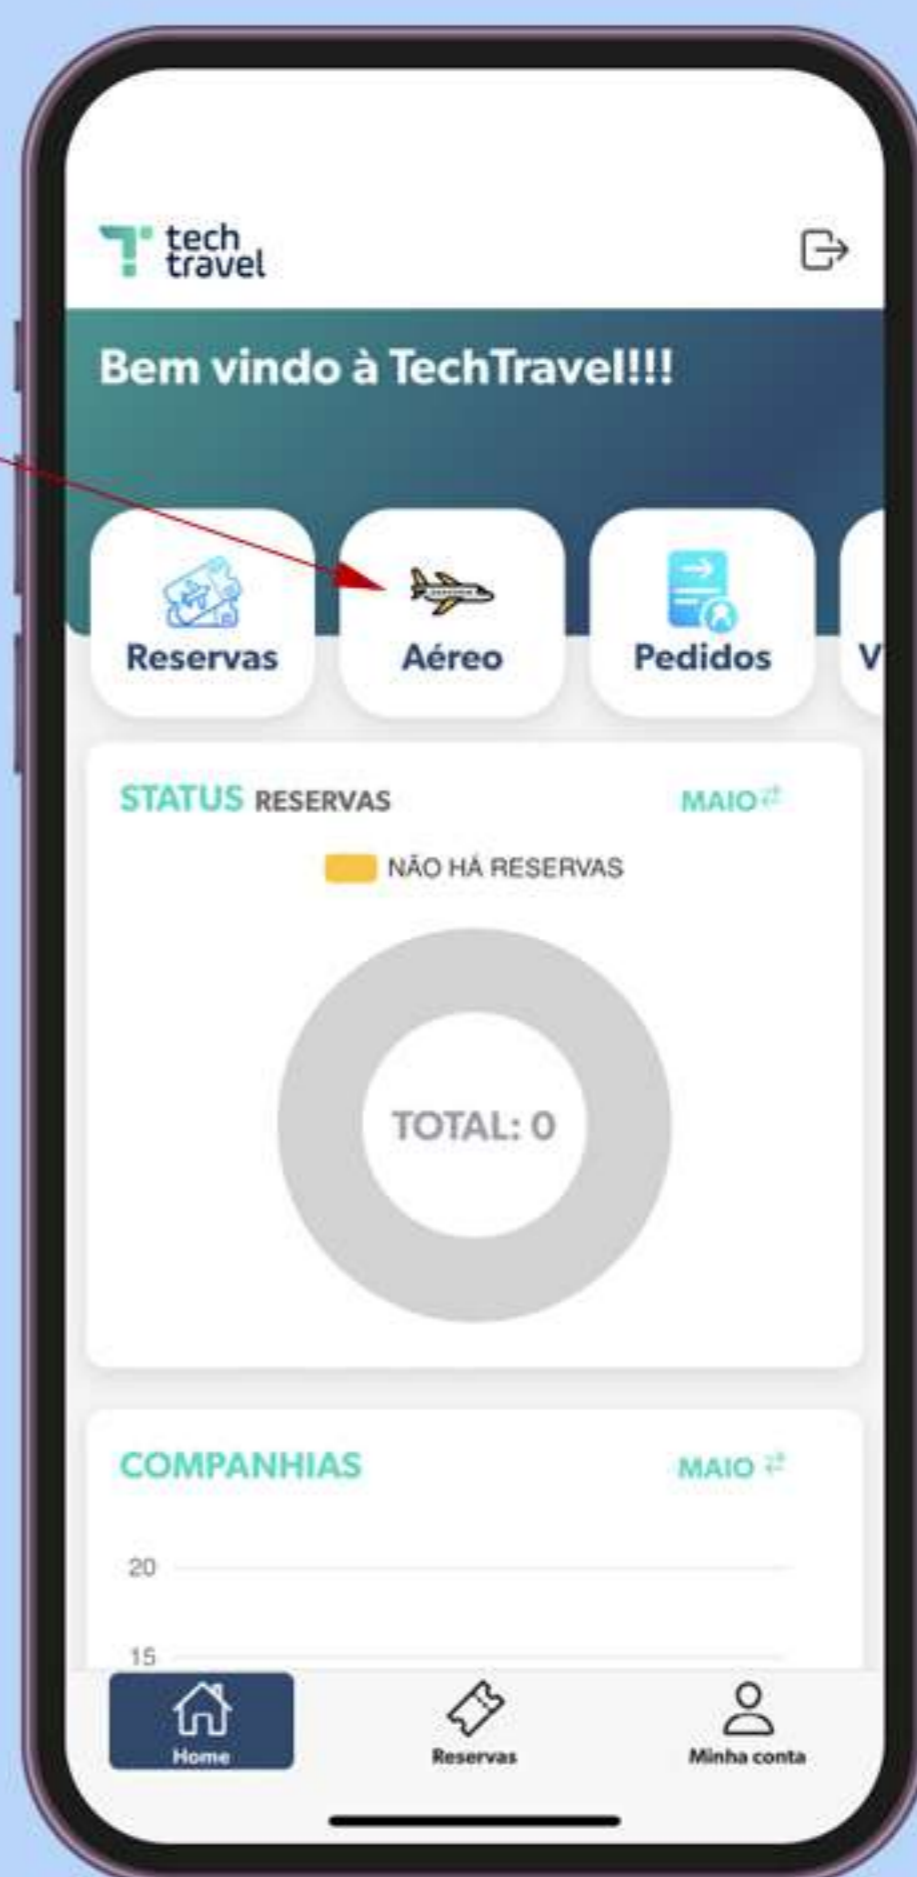 tech
travel
Bem vindo à TechTravel!!!
Reservas Aéreo Pedidos V
STATUS RESERVAS MAIO
NÃO HÁ RESERVAS
TOTAL: 0
COMPANHIAS MAIO
20
15
Home Reservas Minha conta